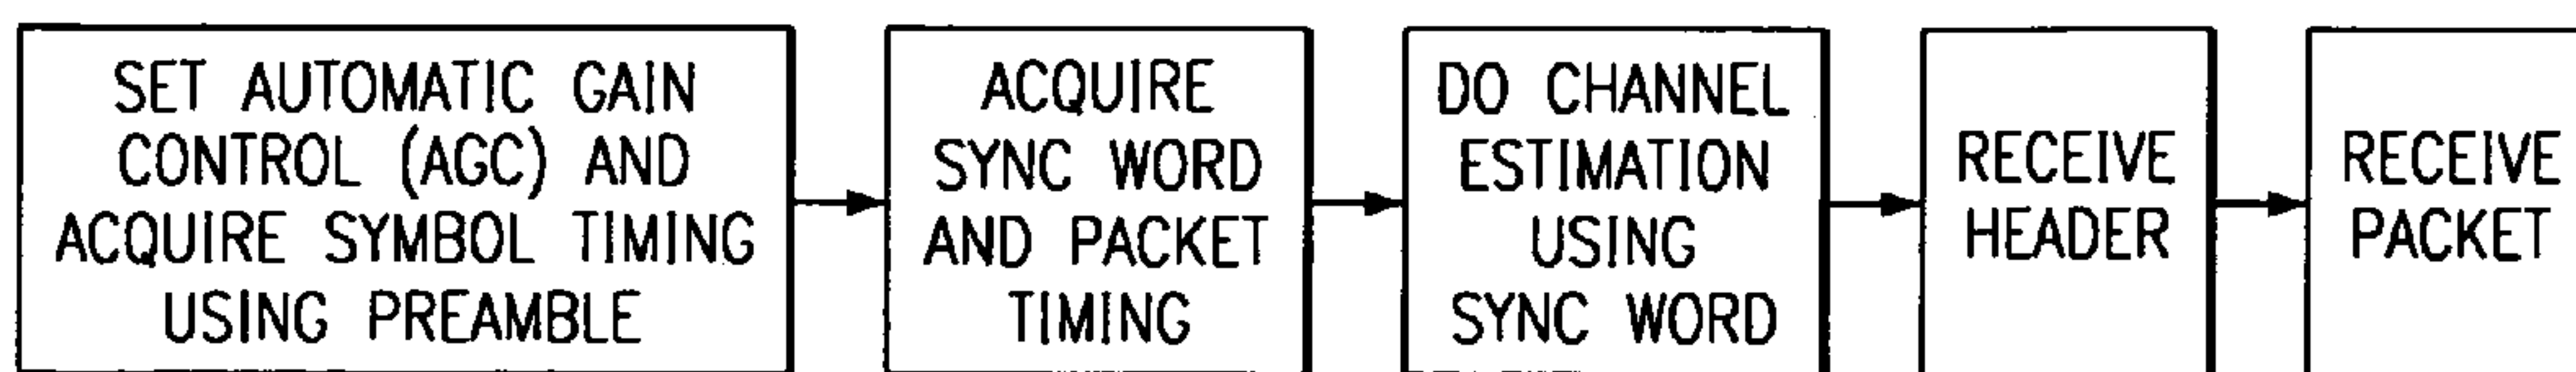 SET AUTOMATIC GAIN
CONTROL (AGC) AND
ACQUIRE SYMBOL TIMING
USING PREAMBLE
ACQUIRE
SYNC WORD
AND PACKET
TIMING
DO CHANNEL
ESTIMATION
USING
SYNC WORD
RECEIVE
HEADER
RECEIVE
PACKET